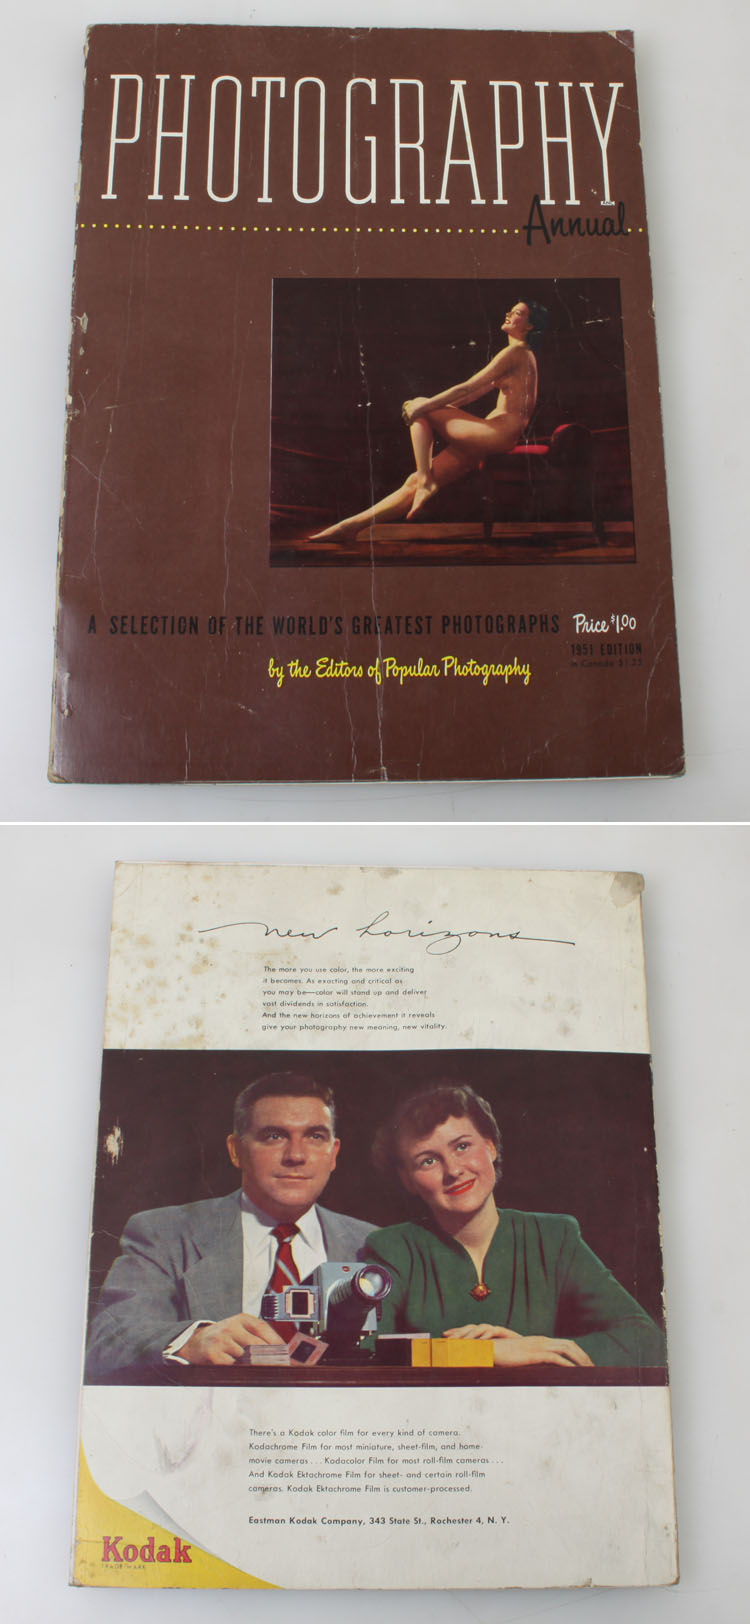 PHOTOGRAPHY
Annual
A SELECTION OF THE WORLD'S GREATEST PHOTOGRAPHS
Price $1.00
1951 EDITION
in Canada $1.25
by the Editors of Popular Photography
new horizons
The more you use color, the more exciting
it becomes. As exacting and critical as
you may be—color will stand up and deliver
vast dividends in satisfaction.
And the new horizons of achievement it reveals
give your photography new meaning, new vitality.
There's a Kodak color film for every kind of camera.
Kodachrome Film for most miniature, sheet-film, and home-
movie cameras . . . Kodacolor Film for most roll-film cameras . . .
And Kodak Ektachrome Film for sheet- and certain roll-film
cameras. Kodak Ektachrome Film is customer-processed.
Eastman Kodak Company, 343 State St., Rochester 4, N. Y.
Kodak
TRADE-MARK